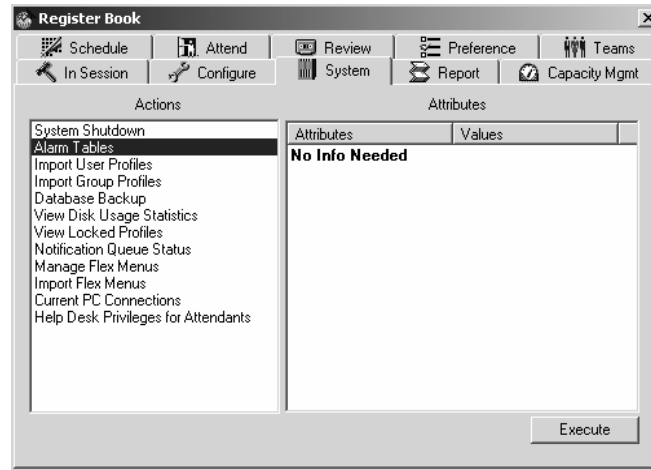 Register Book
Schedule Attend Review Preference Teams
In Session Configure System Report Capacity Mgmt
Actions Attributes
System Shutdown
Alarm Tables
Import User Profiles
Import Group Profiles
Database Backup
View Disk Usage Statistics
View Locked Profiles
Notification Queue Status
Manage Flex Menus
Import Flex Menus
Current PC Connections
Help Desk Privileges for Attendants
Attributes Values
No Info Needed
Execute